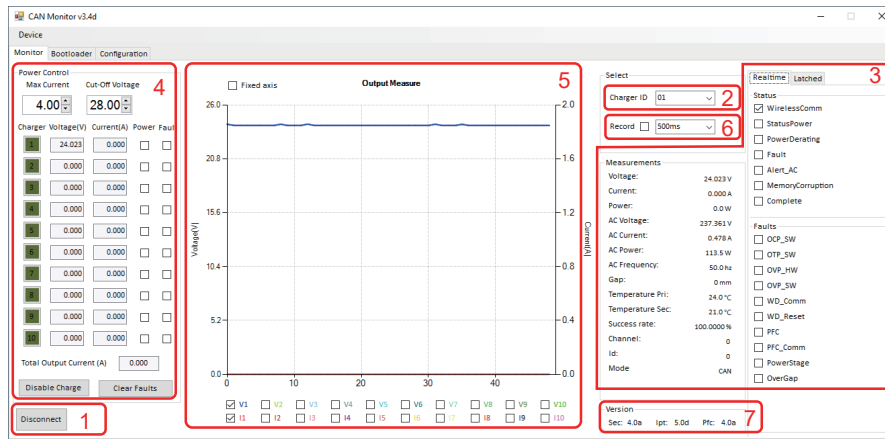 CAN Monitor v3.4d
Device
Monitor Bootloader Configuration
Power Control
Max Current Cut-Off Voltage
4.00 28.00
4
Charger Voltage(V) Current(A) Power Fault
1 24.023 0.000
2 0.000 0.000
3 0.000 0.000
4 0.000 0.000
5 0.000 0.000
6 0.000 0.000
7 0.000 0.000
8 0.000 0.000
9 0.000 0.000
10 0.000 0.000
Total Output Current (A) 0.000
Disable Charge Clear Faults
Disconnect 1
Fixed axis Output Measure 5
26.0 2.0
20.8 1.6
15.6 1.2
10.4 0.8
5.2 0.4
0.0 0.0
Voltage[V] Current[A]
0 10 20 30 40
V1 V2 V3 V4 V5 V6 V7 V8 V9 V10
I1 I2 I3 I4 I5 I6 I7 I8 I9 I10
Select
Charger ID 01 2
Record 500ms 6
Measurements
Voltage: 24.023 V
Current: 0.000 A
Power: 0.0 W
AC Voltage: 237.361 V
AC Current: 0.478 A
AC Power: 113.5 W
AC Frequency: 50.0 hz
Gap: 0 mm
Temperature Pri: 24.0 °C
Temperature Sec: 21.0 °C
Success rate: 100.0000 %
Channel: 0
Id: 0
Mode CAN
Version
Sec: 4.0a Ipt: 5.0d Pfc: 4.0a 7
Realtime Latched 3
Status
WirelessComm
StatusPower
PowerDerating
Fault
Alert_AC
MemoryCorruption
Complete
Faults
OCP_SW
OTP_SW
OVP_HW
OVP_SW
WD_Comm
WD_Reset
PFC
PFC_Comm
PowerStage
OverGap